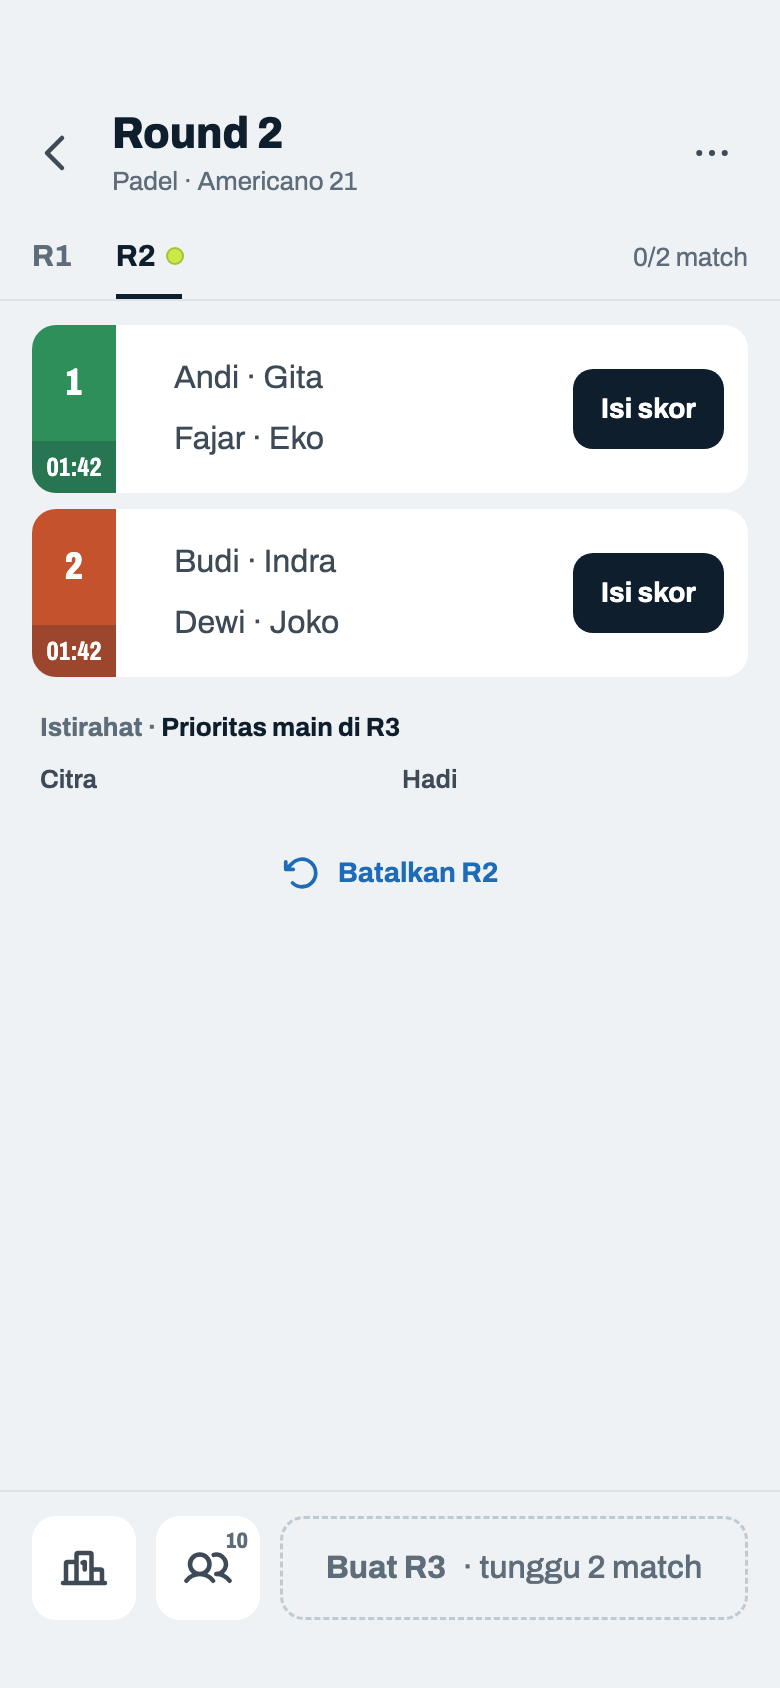 Round 2
Padel · Americano 21
R1 R2 0/2 match
1
01:42
Andi · Gita
Fajar · Eko
Isi skor
2
01:42
Budi · Indra
Dewi · Joko
Isi skor
Istirahat · Prioritas main di R3
Citra Hadi
Batalkan R2
1
10
Buat R3 · tunggu 2 match